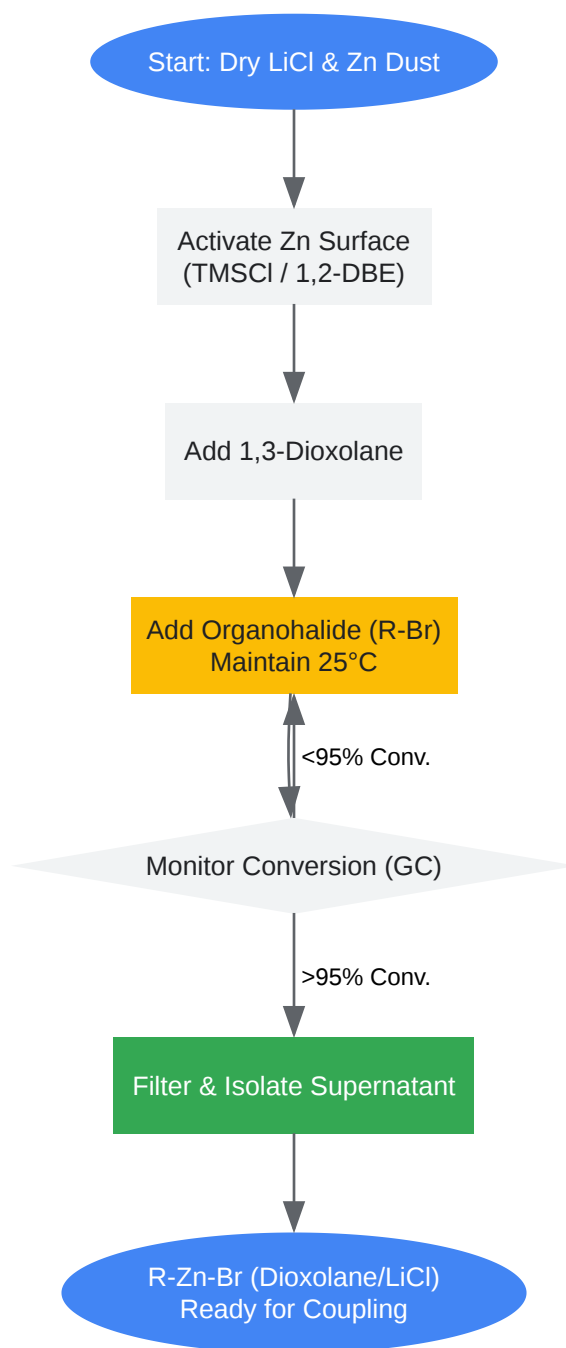 Start: Dry LiCl & Zn Dust
Activate Zn Surface
(TMSCl / 1,2-DBE)
Add 1,3-Dioxolane
Add Organohalide (R-Br)
Maintain 25°C
<95% Conv.
Monitor Conversion (GC)
>95% Conv.
Filter & Isolate Supernatant
R-Zn-Br (Dioxolane/LiCl)
Ready for Coupling